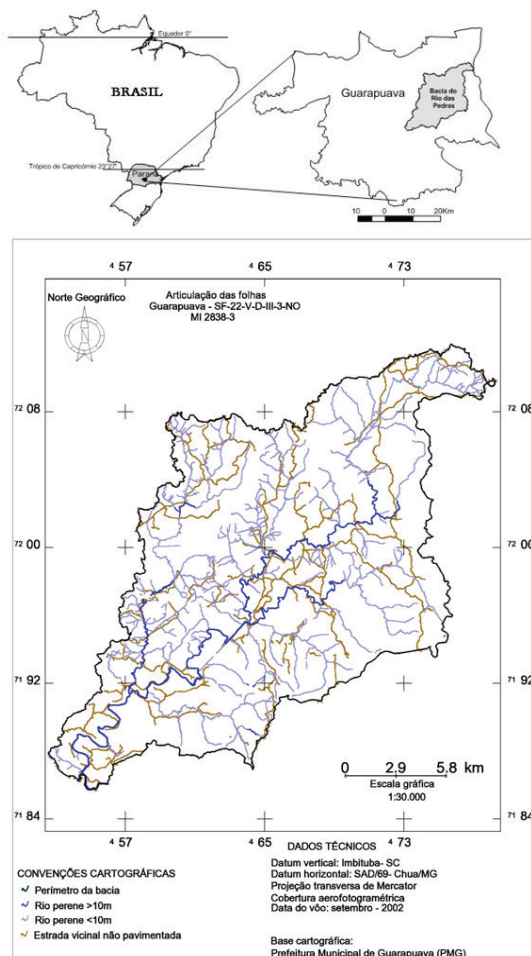 Equador 0°
BRASIL
Trópico de Capricórnio 23°27'
Paraná
Guarapuava
Bacia do
Rio das
Pedras
10 0 10 20Km
4 57 4 65 4 73
Norte Geográfico
Articulação das folhas
Guarapuava - SF-22-V-D-III-3-NO
MI 2838-3
N
72 08 72 08
72 00 72 00
71 92 71 92
0 2.9 5.8 km
Escala gráfica
1:30.000
71 84 71 84
4 57 4 65 4 73
CONVENÇÕES CARTOGRÁFICAS
Perímetro da bacia
Rio perene >10m
Rio perene <10m
Estrada vicinal não pavimentada
DADOS TÉCNICOS
Datum vertical: Imbituba- SC
Datum horizontal: SAD/69- Chua/MG
Projeção transversa de Mercator
Cobertura aerofotogramétrica
Data do vôo: setembro - 2002
Base cartográfica:
Prefeitura Municipal de Guarapuava (PMG)